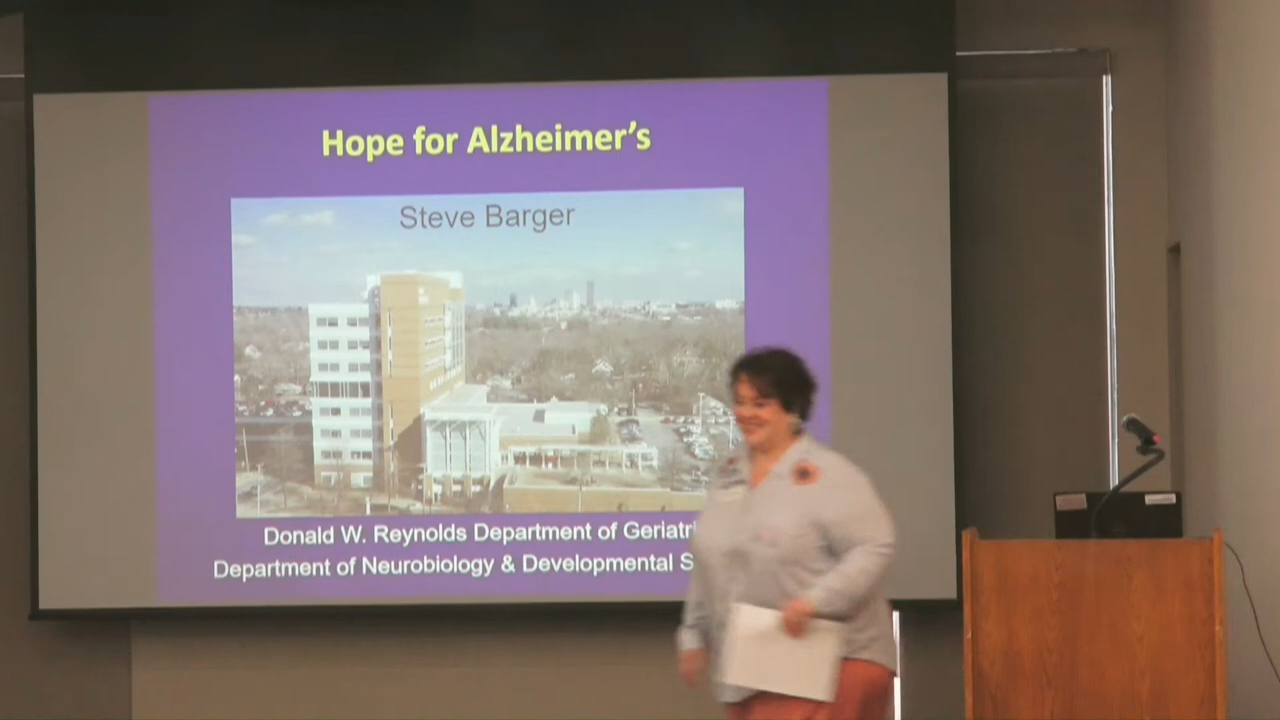 Hope for Alzheimer's
Steve Barger
Donald W. Reynolds Department of
Department of Neurobiology & Developmental